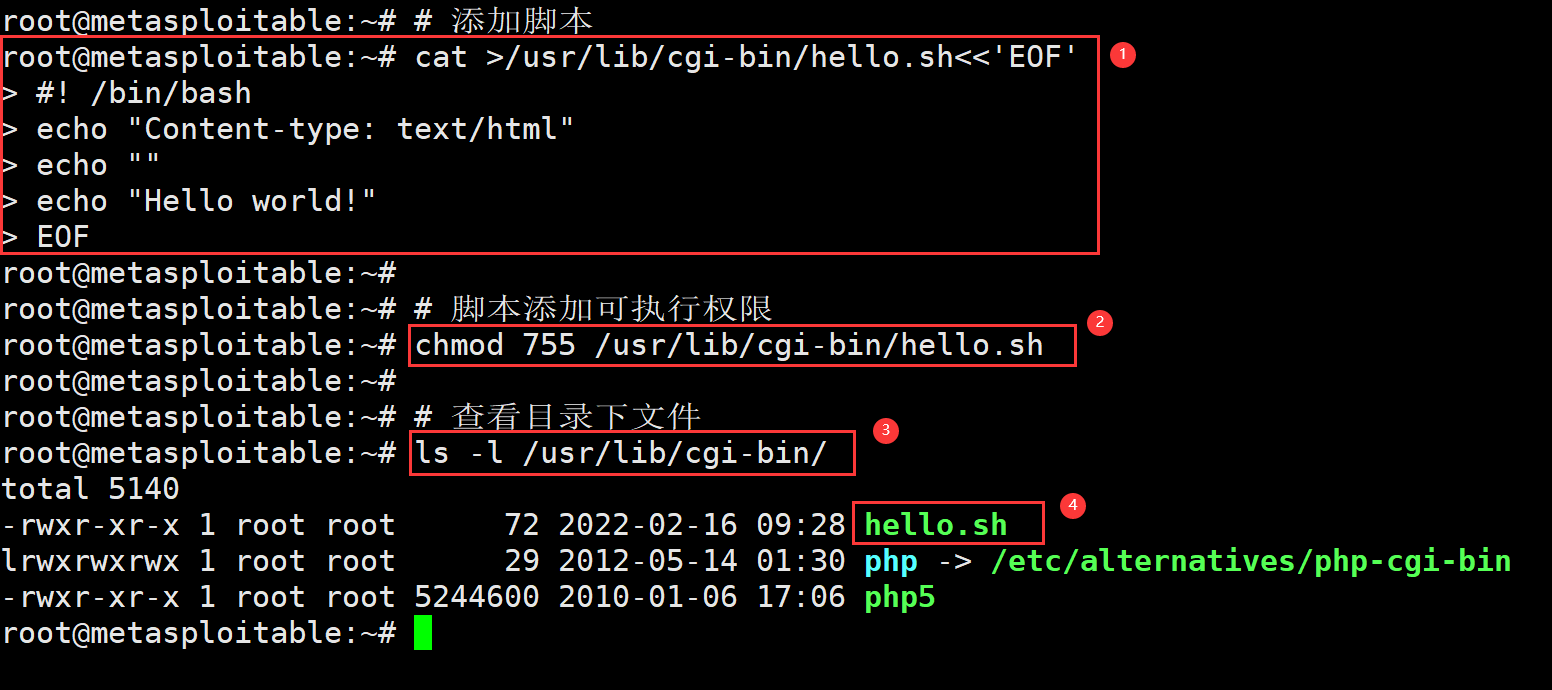 root@metasploitable:~# # 添加脚本
root@metasploitable:~# cat >/usr/lib/cgi-bin/hello.sh<<'EOF'
1
> #! /bin/bash
> echo "Content-type: text/html"
> echo ""
> echo "Hello world!"
> EOF
root@metasploitable:~#
root@metasploitable:~# # 脚本添加可执行权限
2
root@metasploitable:~# chmod 755 /usr/lib/cgi-bin/hello.sh
root@metasploitable:~#
root@metasploitable:~# # 查看目录下文件
3
root@metasploitable:~# ls -l /usr/lib/cgi-bin/
total 5140
4
-rwxr-xr-x 1 root root      72 2022-02-16 09:28 hello.sh
lrwxrwxrwx 1 root root      29 2012-05-14 01:30 php -> /etc/alternatives/php-cgi-bin
-rwxr-xr-x 1 root root 5244600 2010-01-06 17:06 php5
root@metasploitable:~#